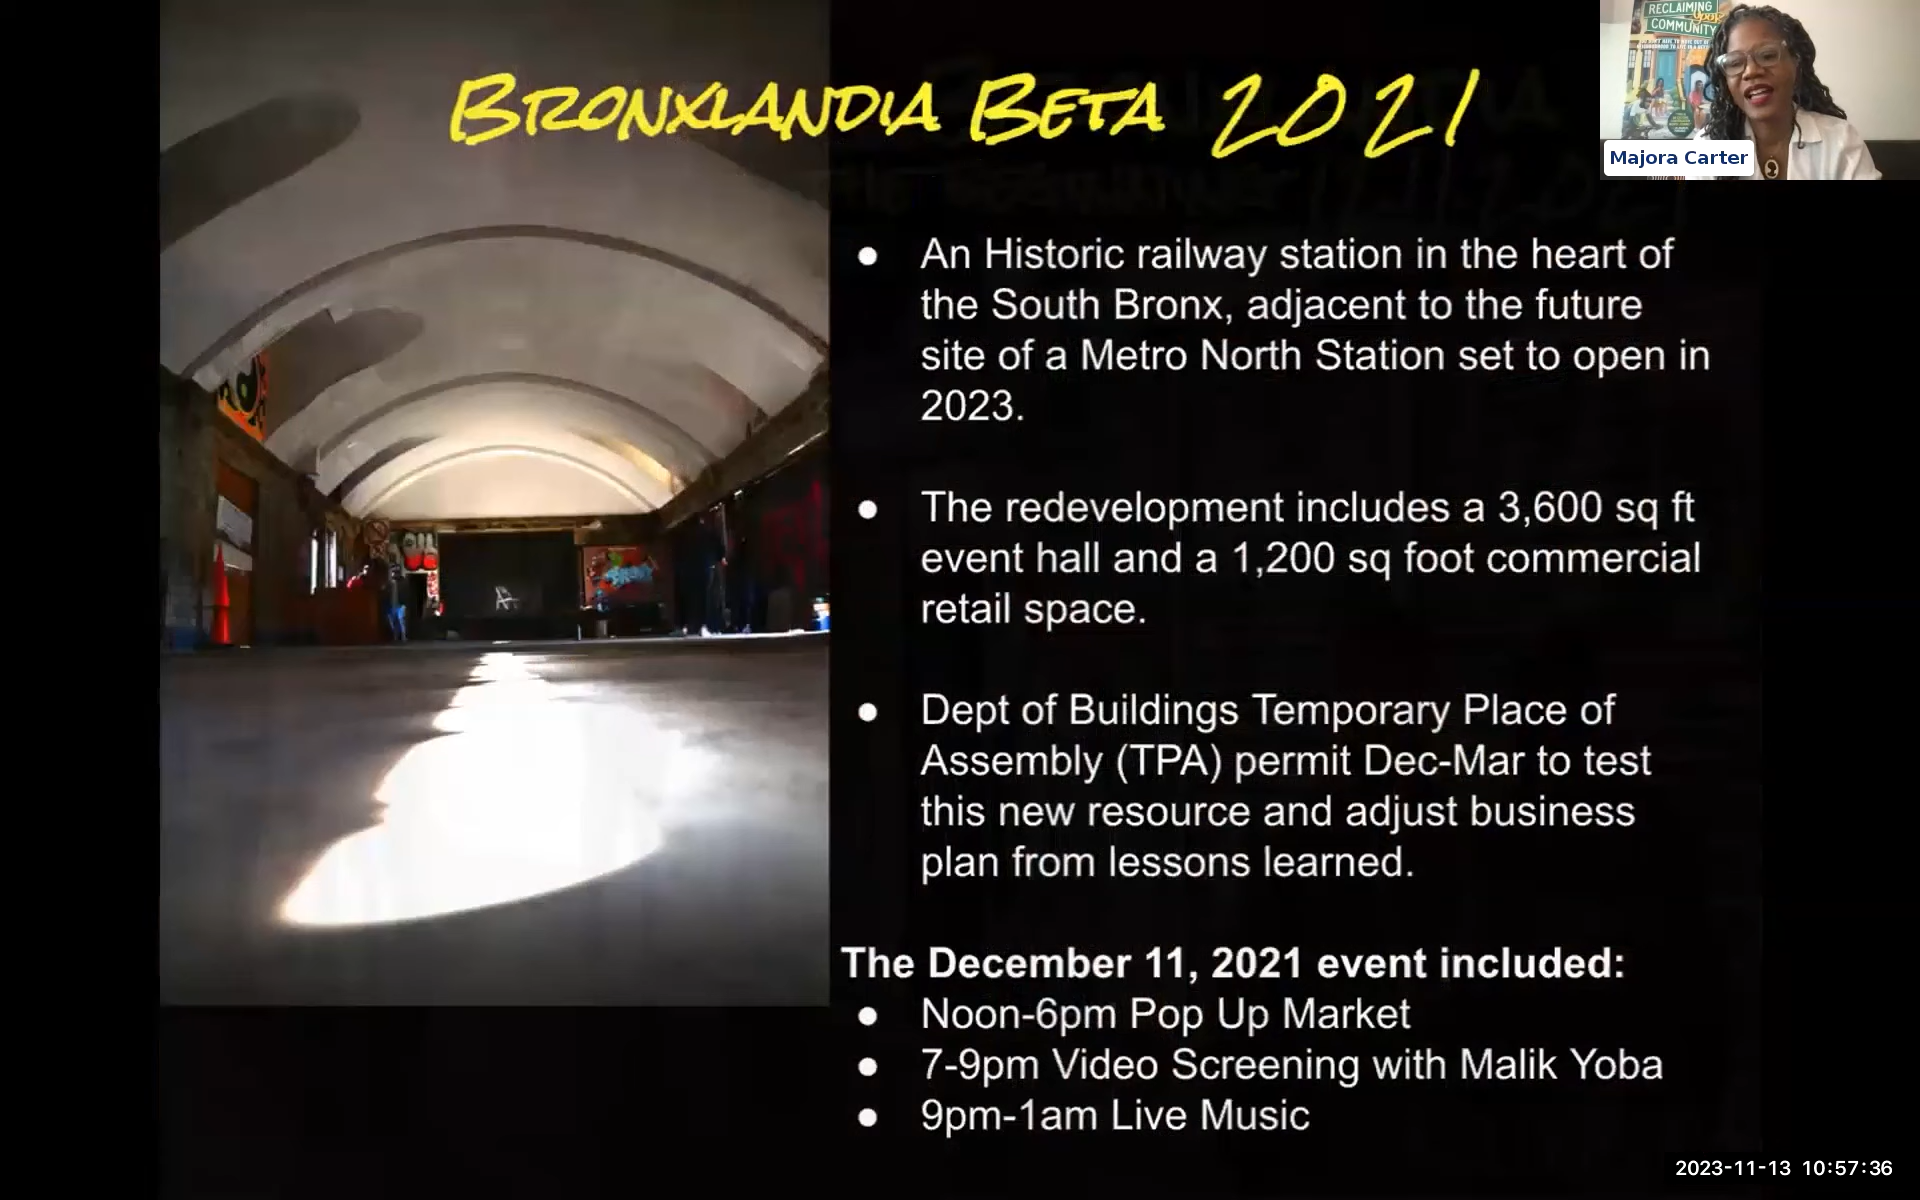 Bronxlandia Beta 2021
RECLAIMING
your
COMMUNITY
Majora Carter
● An Historic railway station in the heart of
the South Bronx, adjacent to the future
site of a Metro North Station set to open in
2023.
● The redevelopment includes a 3,600 sq ft
event hall and a 1,200 sq foot commercial
retail space.
● Dept of Buildings Temporary Place of
Assembly (TPA) permit Dec-Mar to test
this new resource and adjust business
plan from lessons learned.
The December 11, 2021 event included:
● Noon-6pm Pop Up Market
● 7-9pm Video Screening with Malik Yoba
● 9pm-1am Live Music
2023-11-13 10:57:36